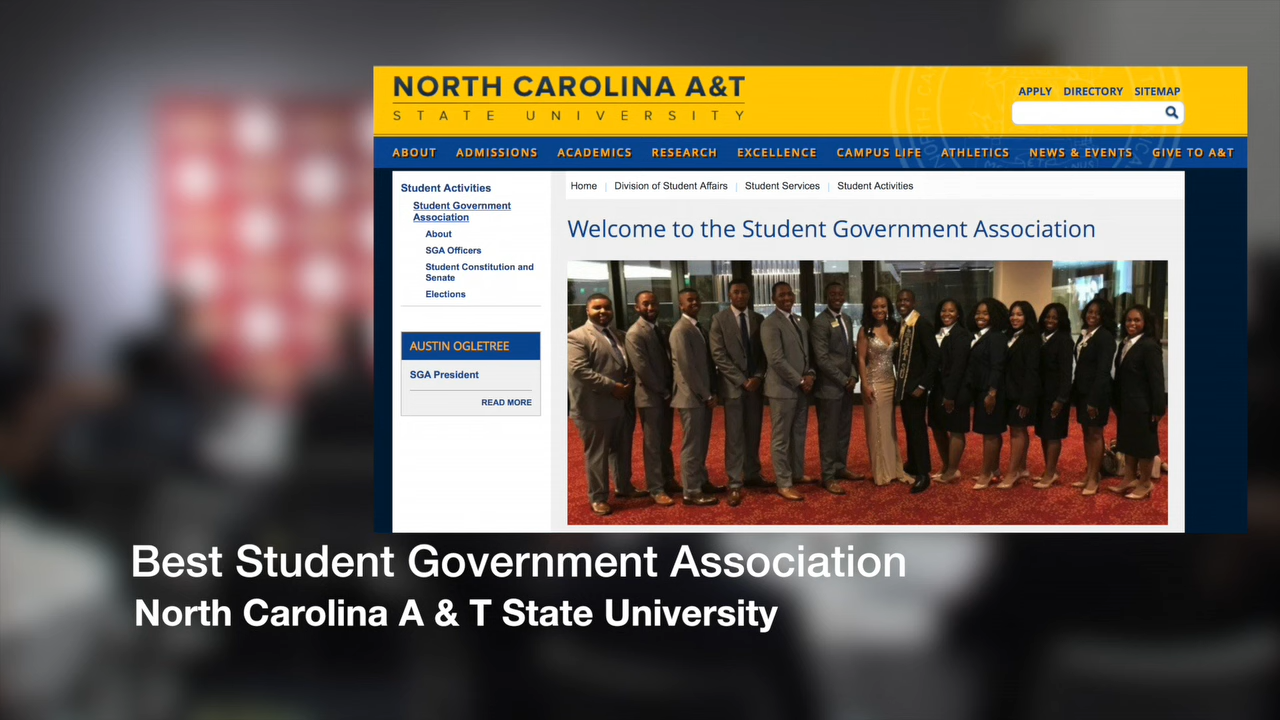 NORTH CAROLINA A&T
STATE UNIVERSITY
APPLY DIRECTORY SITEMAP
ABOUT ADMISSIONS ACADEMICS RESEARCH EXCELLENCE CAMPUS LIFE ATHLETICS NEWS & EVENTS GIVE TO A&T
Student Activities
Student Government
Association
About
SGA Officers
Student Constitution and
Senate
Elections
AUSTIN OGLETREE
SGA President
READ MORE
Home | Division of Student Affairs | Student Services | Student Activities
Welcome to the Student Government Association
Best Student Government Association
North Carolina A & T State University